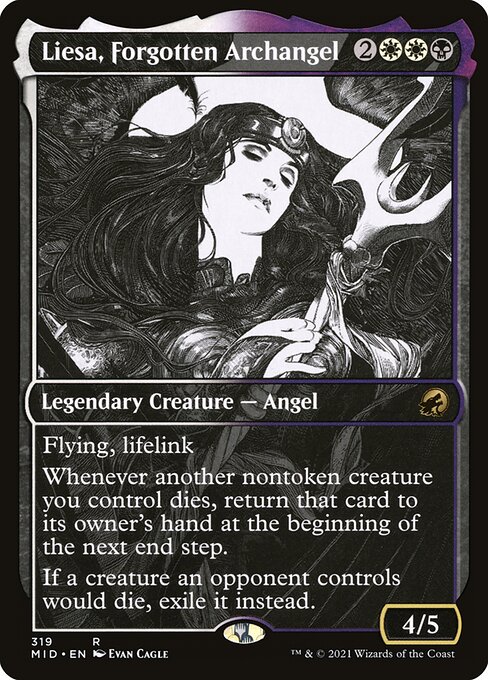 Liesa, Forgotten Archangel 2
Legendary Creature — Angel
Flying, lifelink
Whenever another nontoken creature
you control dies, return that card to
its owner's hand at the beginning of
the next end step.
If a creature an opponent controls
would die, exile it instead.
4/5
319 R
MID • EN Evan Cagle
™ & © 2021 Wizards of the Coast